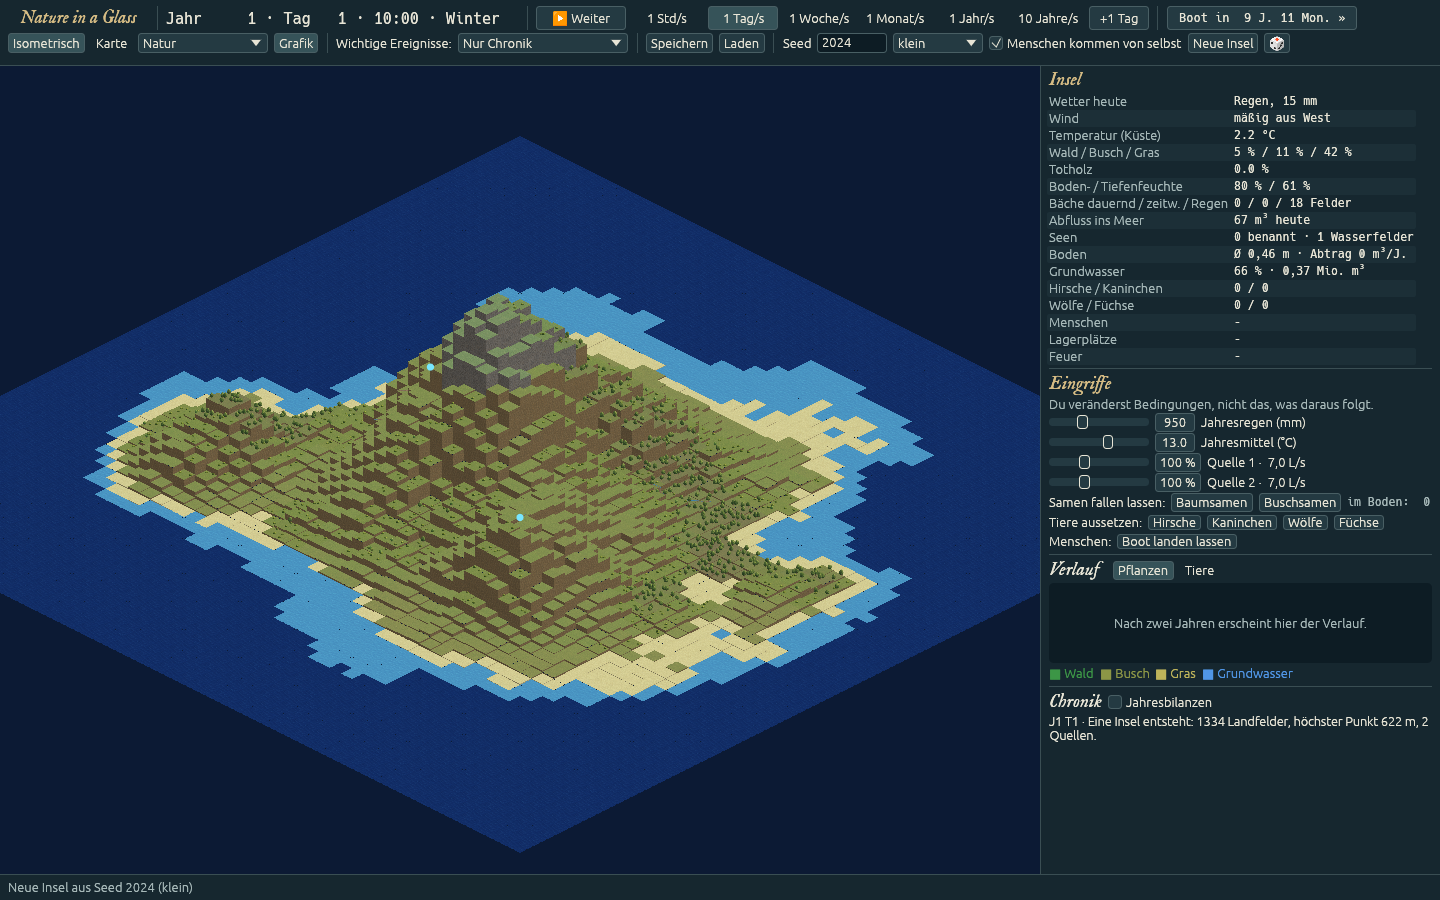 Nature in a Glass
Jahr 1 · Tag 1 · 10:00 · Winter
Weiter
1 Std/s
1 Tag/s
1 Woche/s
1 Monat/s
1 Jahr/s
10 Jahre/s
+1 Tag
Boot in 9 J. 11 Mon. »
Isometrisch
Karte
Natur
Grafik
Wichtige Ereignisse:
Nur Chronik
Speichern
Laden
Seed
2024
klein
Menschen kommen von selbst
Neue Insel
Insel
Wetter heute Regen, 15 mm
Wind mäßig aus West
Temperatur (Küste) 2.2 °C
Wald / Busch / Gras 5 % / 11 % / 42 %
Totholz 0.0 %
Boden- / Tiefenfeuchte 80 % / 61 %
Bäche dauernd / zeitw. / Regen 0 / 0 / 18 Felder
Abfluss ins Meer 67 m³ heute
Seen 0 benannt · 1 Wasserfelder
Boden Ø 0,46 m · Abtrag 0 m³/J.
Grundwasser 66 % · 0,37 Mio. m³
Hirsche / Kaninchen 0 / 0
Wölfe / Füchse 0 / 0
Menschen -
Lagerplätze -
Feuer -
Eingriffe
Du veränderst Bedingungen, nicht das, was daraus folgt.
950 Jahresregen (mm)
13.0 Jahresmittel (°C)
100 % Quelle 1 · 7,0 L/s
100 % Quelle 2 · 7,0 L/s
Samen fallen lassen: Baumsamen Buschsamen im Boden: 0
Tiere aussetzen: Hirsche Kaninchen Wölfe Füchse
Menschen: Boot landen lassen
Verlauf Pflanzen Tiere
Nach zwei Jahren erscheint hier der Verlauf.
Wald Busch Gras Grundwasser
Chronik Jahresbilanzen
J1 T1 · Eine Insel entsteht: 1334 Landfelder, höchster Punkt 622 m, 2
Quellen.
Neue Insel aus Seed 2024 (klein)